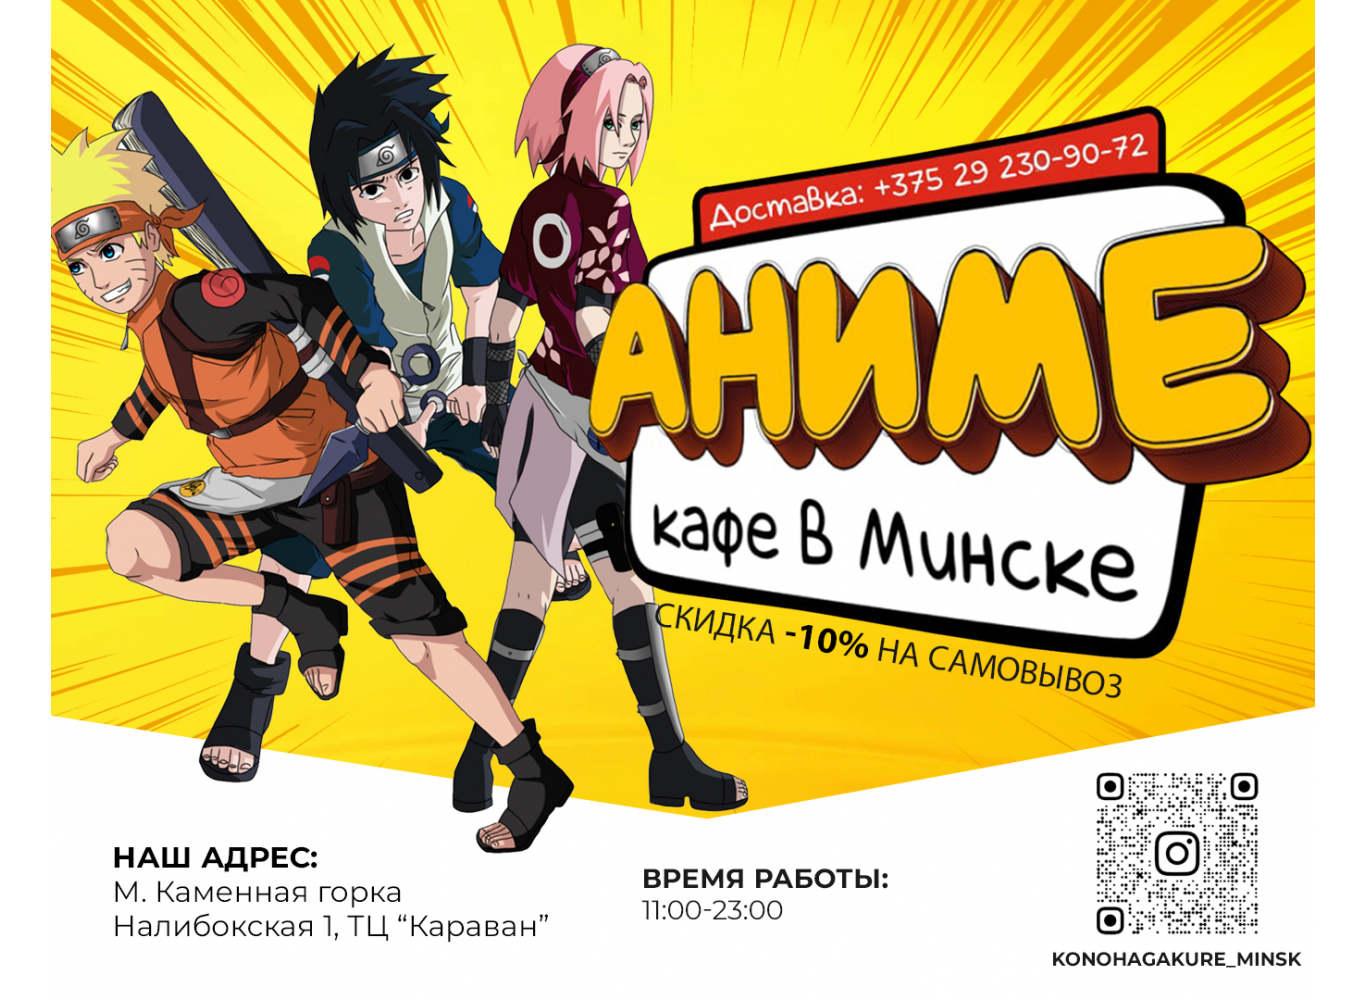 Доставка: +375 29 230-90-72
АНИМЕ
кафе в Минске
СКИДКА -10% НА САМОВЫВОЗ
НАШ АДРЕС:
М. Каменная горка
Налибокская 1, ТЦ “Караван”
ВРЕМЯ РАБОТЫ:
11:00-23:00
KONOHAGAKURE_MINSK